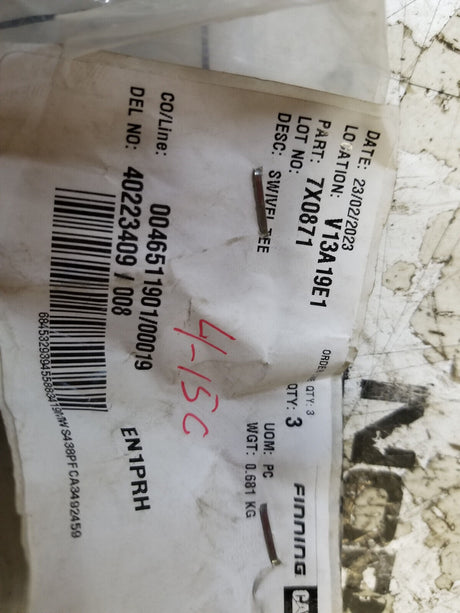 DATE: 23/02/2023
LOCATION: V13A19E1
PART: 7X0871
LOT NO:
DESC: SWIVEL TEE
QTY: 3
QTY: 3
UOM: PC
WGT: 0.681 KG
FINNING
CO/Line: 0046511901/00019
DEL NO: 40223409 / 008
4-15C
EN1PRH